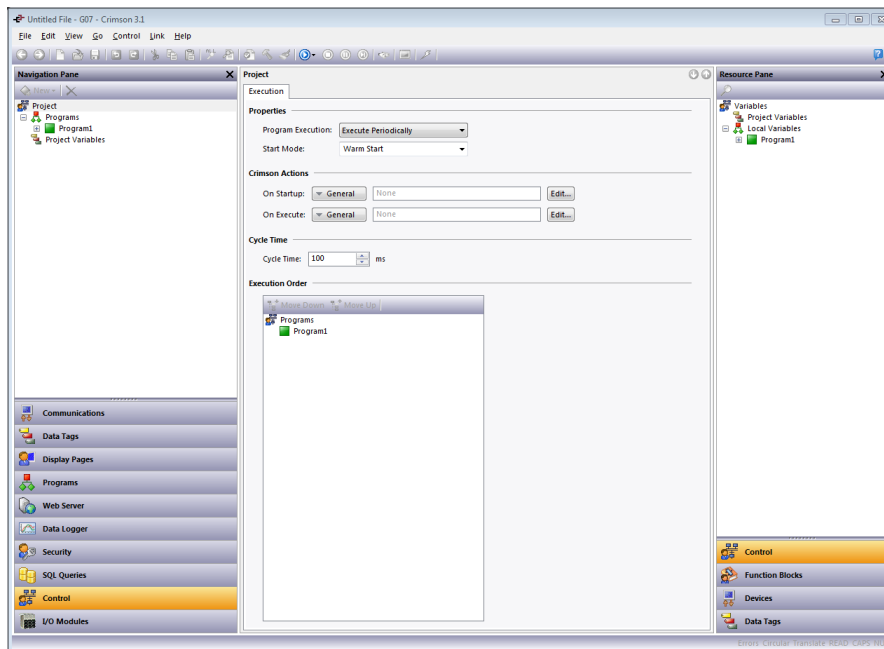 Untitled File - G07 - Crimson 3.1
File Edit View Go Control Link Help
Navigation Pane
New
Project
Programs
Program1
Project Variables
Communications
Data Tags
Display Pages
Programs
Web Server
Data Logger
Security
SQL Queries
Control
I/O Modules
Project
Execution
Properties
Program Execution: Execute Periodically
Start Mode: Warm Start
Crimson Actions
On Startup: General None Edit...
On Execute: General None Edit...
Cycle Time
Cycle Time: 100 ms
Execution Order
Move Down Move Up
Programs
Program1
Resource Pane
Variables
Project Variables
Local Variables
Program1
Control
Function Blocks
Devices
Data Tags
Errors Circular Translate READ CAPS